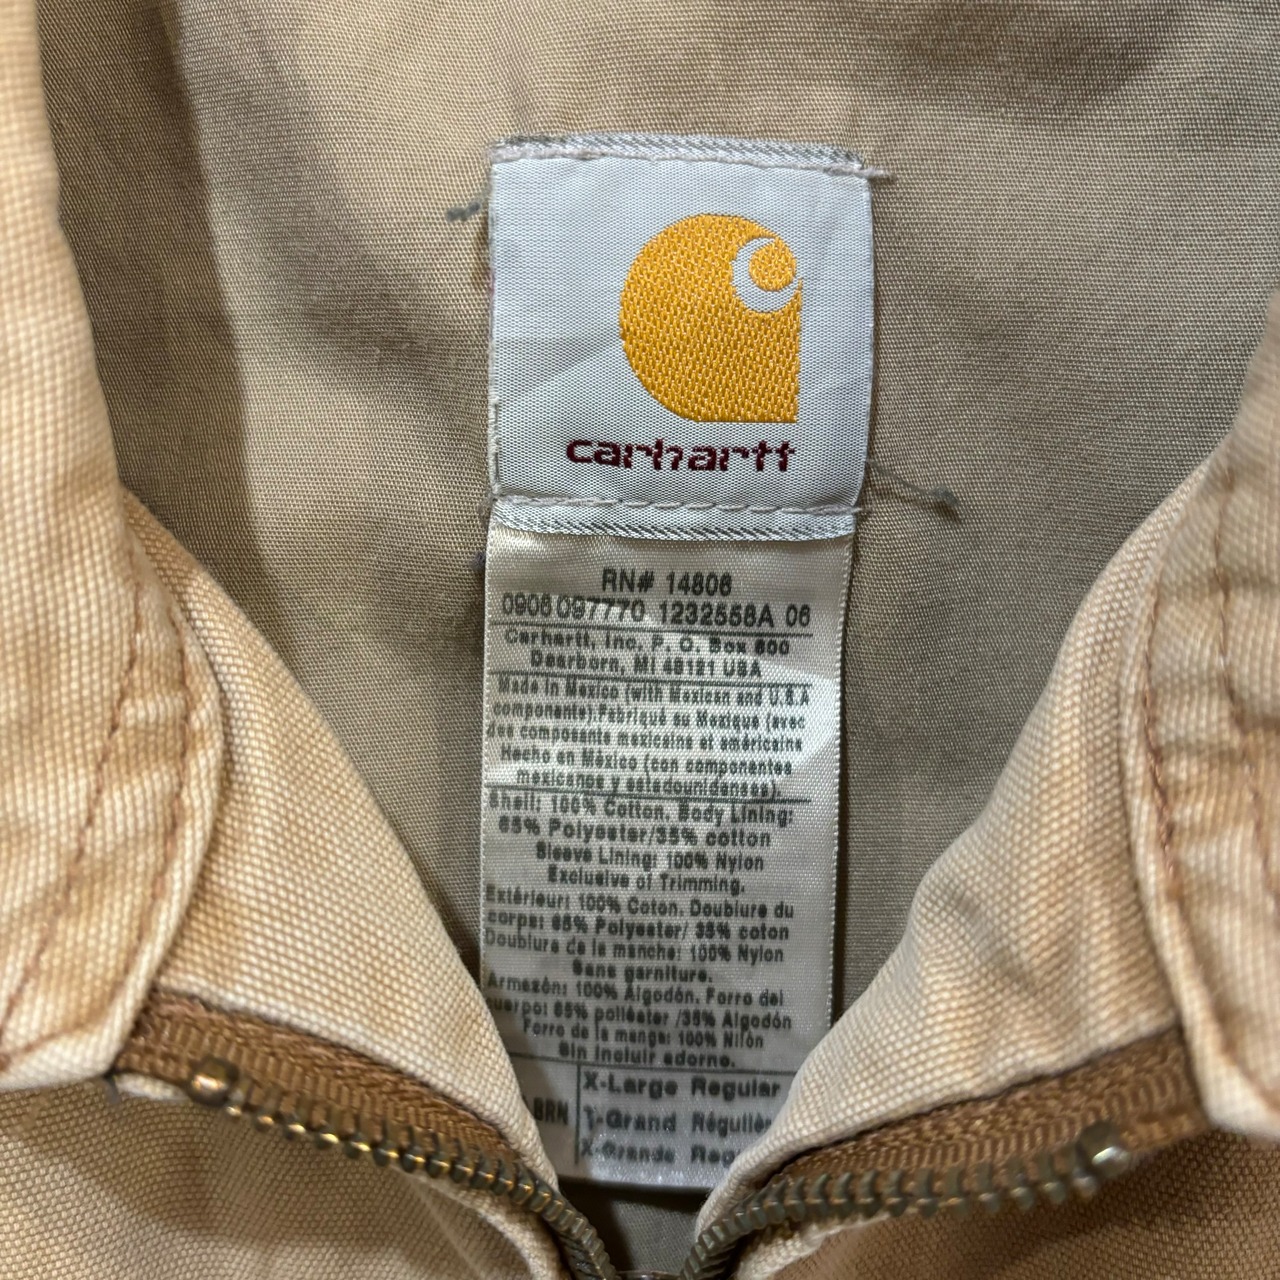 carhartt
RN# 14806
0906 097770 1232558A 06
Carhartt, Inc. P. O. Box 600
Dearborn, MI 48121 USA
Made in Mexico (with Mexican and U.S.A
components).Fabriqué au Mexique (avec
des composants mexicains et américains
Hecho en México (con componentes
mexicanos y estadounidenses).
Shell: 100% Cotton. Body Lining:
65% Polyester/35% cotton
Sleeve Lining: 100% Nylon
Exclusive of Trimming.
Extérieur: 100% Coton. Doublure du
corps: 65% Polyester/ 35% coton
Doublure de la manche: 100% Nylon
Sans garniture.
Armazón: 100% Algodón. Forro del
cuerpo: 65% poliéster /35% Algodón
Forro de la manga: 100% Nilón
Sin incluir adorno.
X-Large Regular
BRN T-Grand Régulier
X-Grande